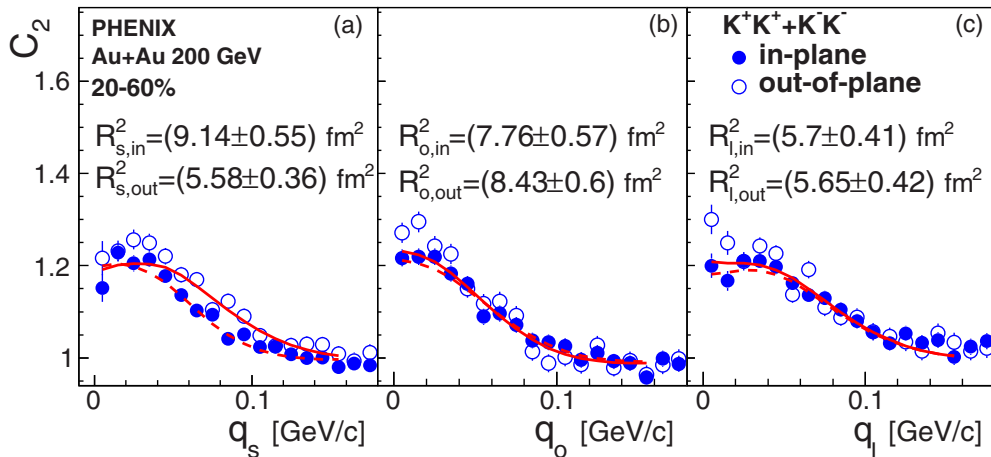 C₂
1.6
1.4
1.2
1
PHENIX
Au+Au 200 GeV
20-60%
(a)
R²s,in=(9.14±0.55) fm²
R²s,out=(5.58±0.36) fm²
0
0.1
qs [GeV/c]
(b)
R²o,in=(7.76±0.57) fm²
R²o,out=(8.43±0.6) fm²
0
0.1
qo [GeV/c]
K⁺K⁺+K⁻K⁻
(c)
in-plane
out-of-plane
R²l,in=(5.7±0.41) fm²
R²l,out=(5.65±0.42) fm²
0
0.1
ql [GeV/c]